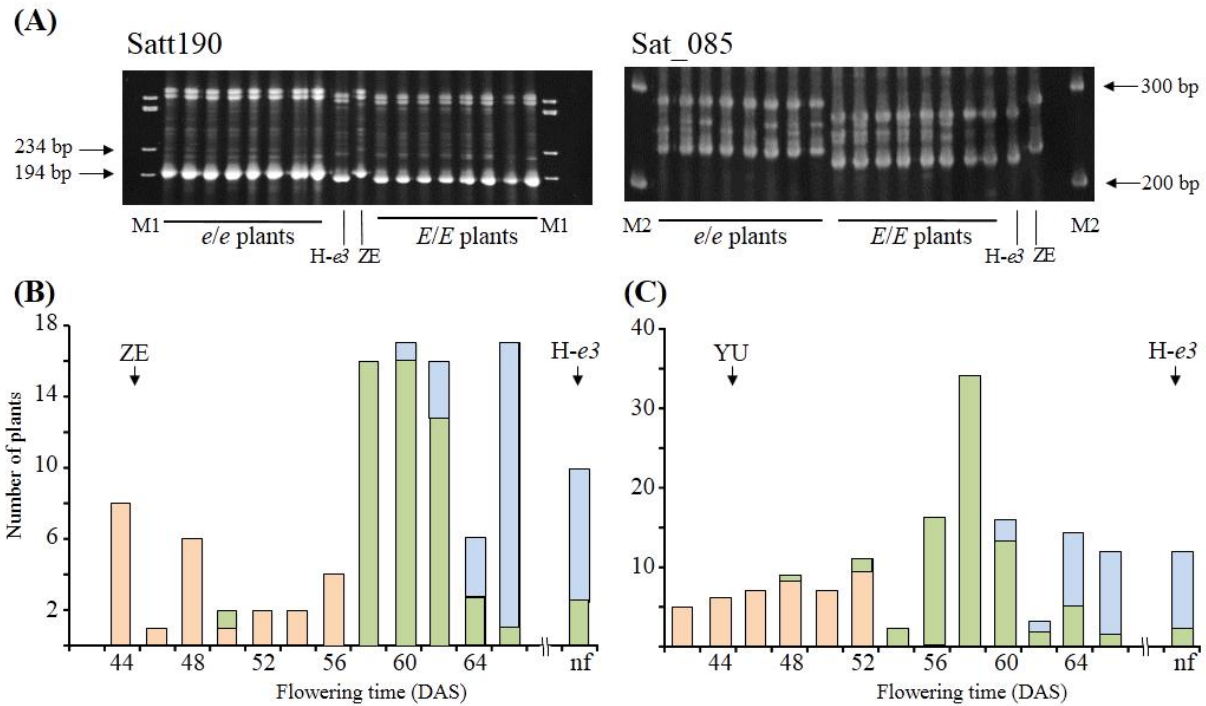 (A)
Satt190
Sat_085
234 bp
194 bp
300 bp
200 bp
M1
e/e plants
H-e3
ZE
E/E plants
M1
M2
e/e plants
E/E plants
H-e3
ZE
M2
(B)
18
14
10
6
2
Number of plants
ZE
H-e3
44
48
52
56
60
64
nf
Flowering time (DAS)
(C)
40
30
20
10
YU
H-e3
44
48
52
56
60
64
nf
Flowering time (DAS)